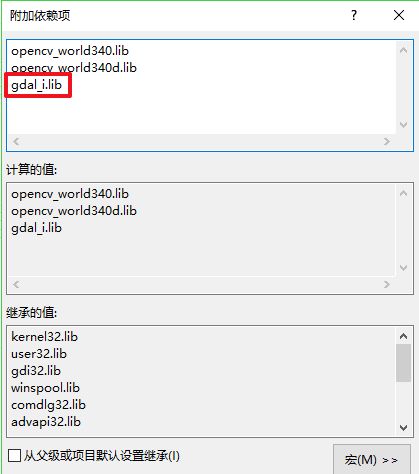 附加依赖项
? ×
opencv_world340.lib
opencv_world340d.lib
gdal_i.lib
计算的值:
opencv_world340.lib
opencv_world340d.lib
gdal_i.lib
继承的值:
kernel32.lib
user32.lib
gdi32.lib
winspool.lib
comdlg32.lib
advapi32.lib
从父级或项目默认设置继承(I)
宏(M) >>